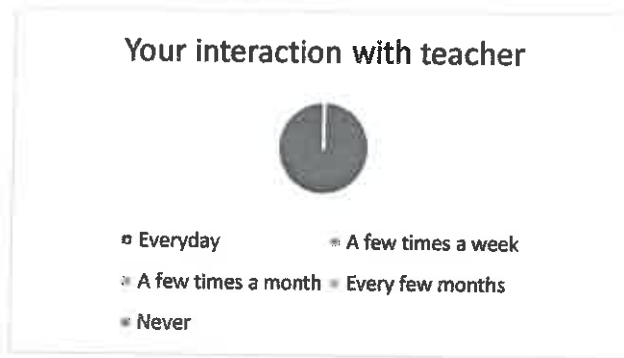 Your interaction with teacher
Everyday A few times a week
A few times a month Every few months
Never